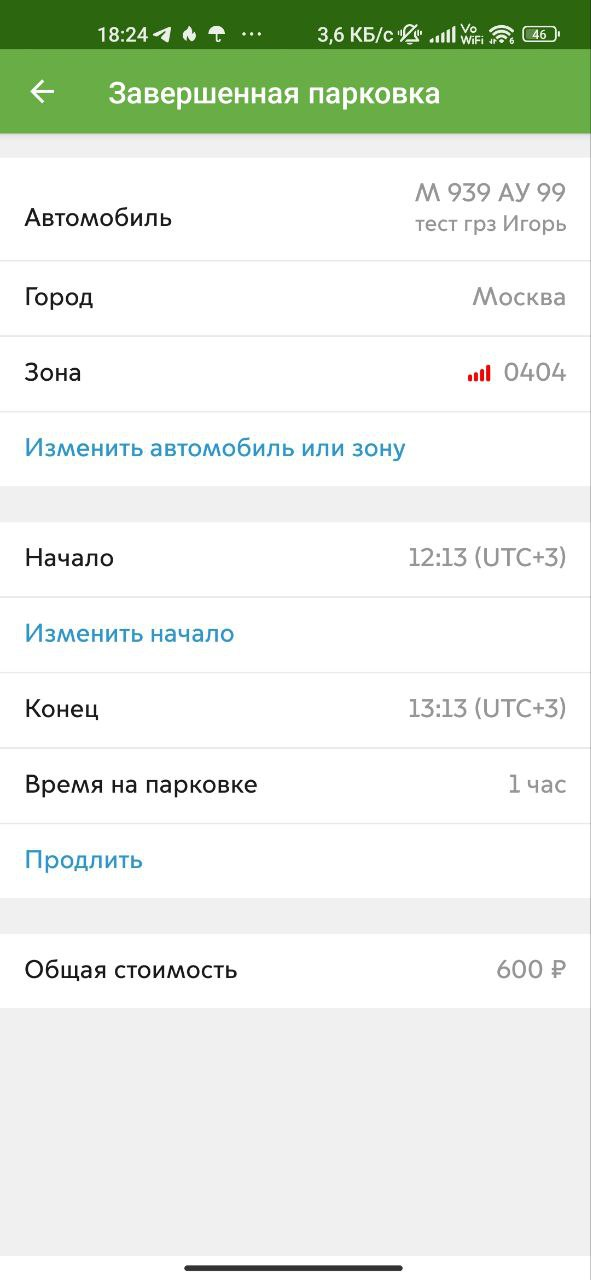 18:24 ··· 3,6 КБ/с Vo WiFi 6 46
Завершенная парковка
М 939 АУ 99
Автомобиль
тест грз Игорь
Город Москва
Зона 0404
Изменить автомобиль или зону
Начало 12:13 (UTC+3)
Изменить начало
Конец 13:13 (UTC+3)
Время на парковке 1 час
Продлить
Общая стоимость 600 ₽